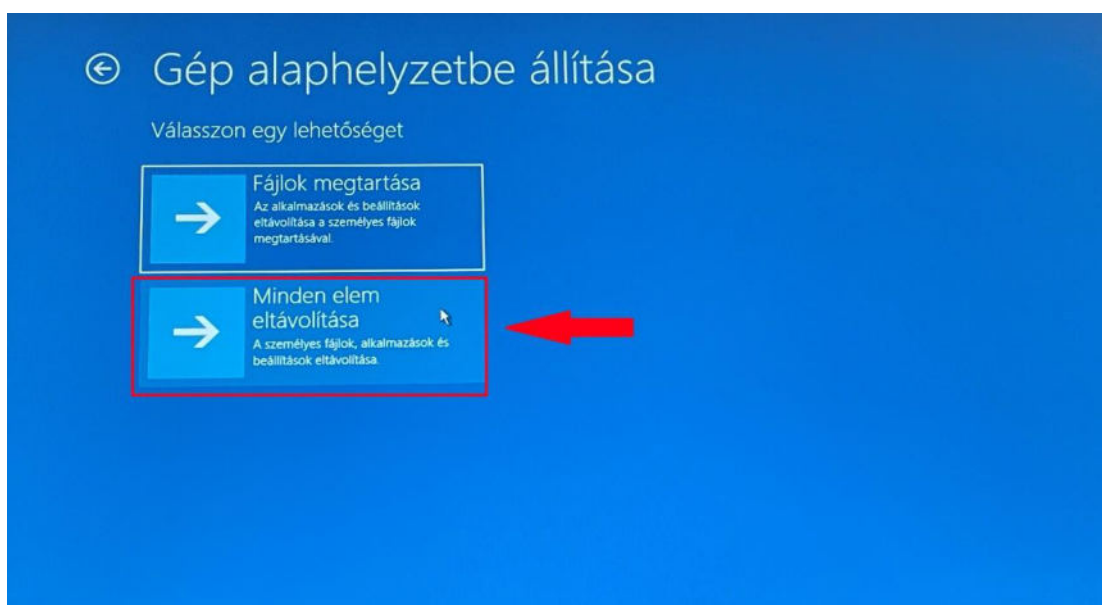 Gép alaphelyzetbe állítása
Válasszon egy lehetőséget
Fájlok megtartása
Az alkalmazások és beállítások
eltávolítása a személyes fájlok
megtartásával.
Minden elem
eltávolítása
A személyes fájlok, alkalmazások és
beállítások eltávolítása.